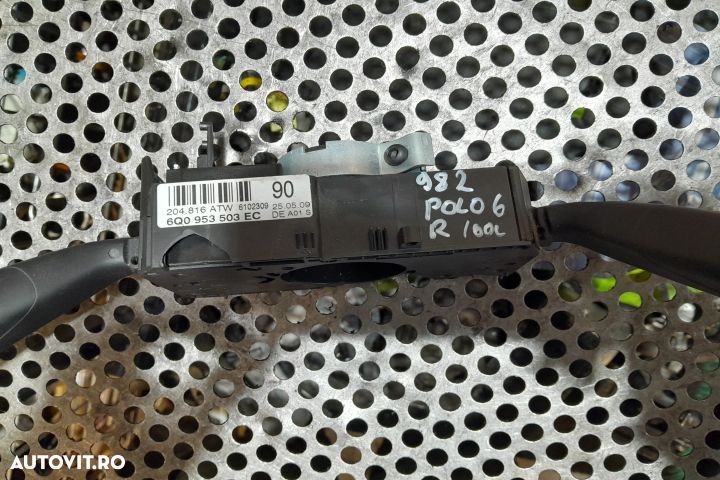 90
204.816 ATW 6102309 25.05.09
6Q0 953 503 EC DE A01 S
982
POLO 6
R /00L
AUTOVIT.RO